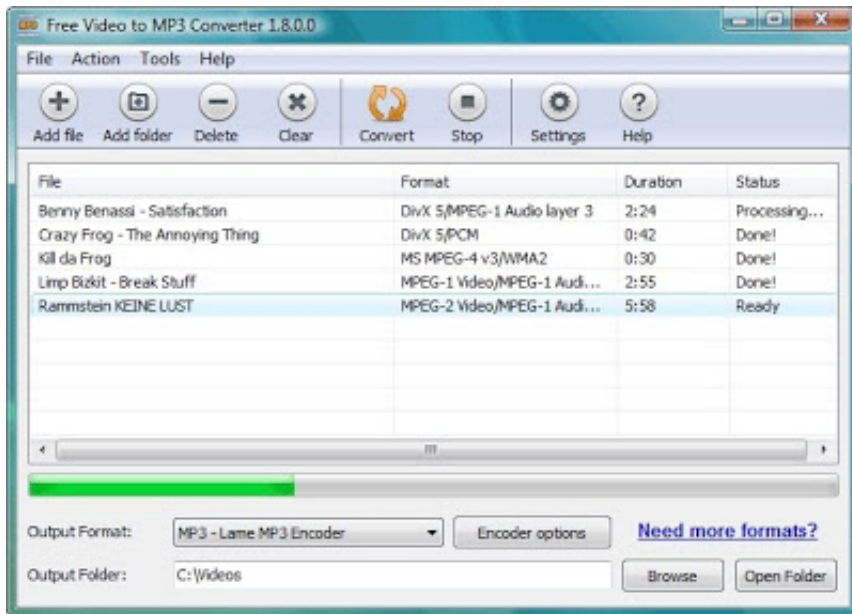 Free Video to MP3 Converter 1.8.0.0
File Action Tools Help
Add file Add folder Delete Clear Convert Stop Settings Help
File Format Duration Status
Benny Benassi - Satisfaction DivX 5/MPEG-1 Audio layer 3 2:24 Processing...
Crazy Frog - The Annoying Thing DivX 5/PCM 0:42 Done!
Kill da Frog MS MPEG-4 v3/WMA2 0:30 Done!
Limp Bizkit - Break Stuff MPEG-1 Video/MPEG-1 Audi... 2:55 Done!
Rammstein KEINE LUST MPEG-2 Video/MPEG-1 Audi... 5:58 Ready
Output Format: MP3 - Lame MP3 Encoder Encoder options Need more formats?
Output Folder: C:\Videos Browse Open Folder